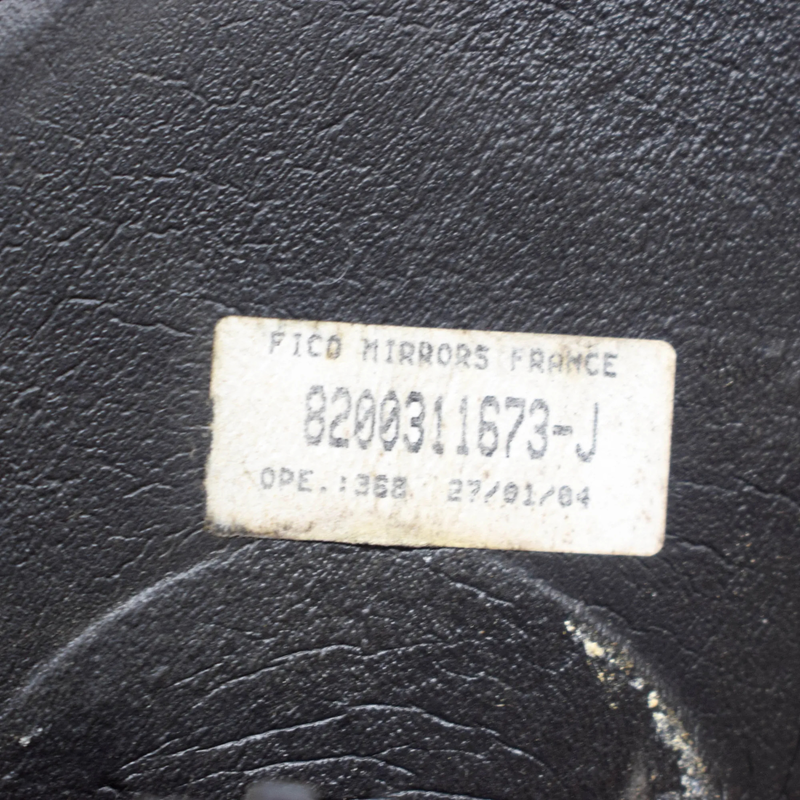 FICO MIRRORS FRANCE
8200311673-J
OPE.:368 27/01/04